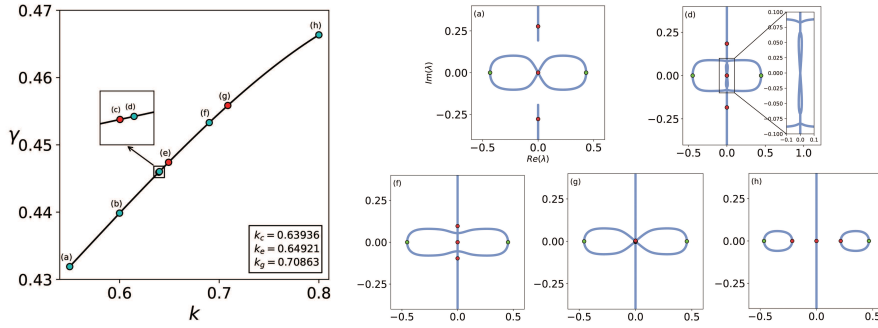 γ
0.47
0.46
0.45
0.44
0.43
0.6
0.7
0.8
k
(a)
(b)
(c)
(d)
(e)
(f)
(g)
(h)
k_c = 0.63936
k_e = 0.64921
k_g = 0.70863
(a)
Im(λ)
0.25
0.00
−0.25
−0.5
0.0
0.5
Re(λ)
(d)
0.25
0.00
−0.25
−0.5
0.0
0.5
1.0
0.100
0.075
0.050
0.025
0.000
−0.025
−0.050
−0.075
−0.100
−0.1
0.0
0.1
(f)
0.25
0.00
−0.25
−0.5
0.0
0.5
(g)
0.25
0.00
−0.25
−0.5
0.0
0.5
(h)
0.25
0.00
−0.25
−0.5
0.0
0.5